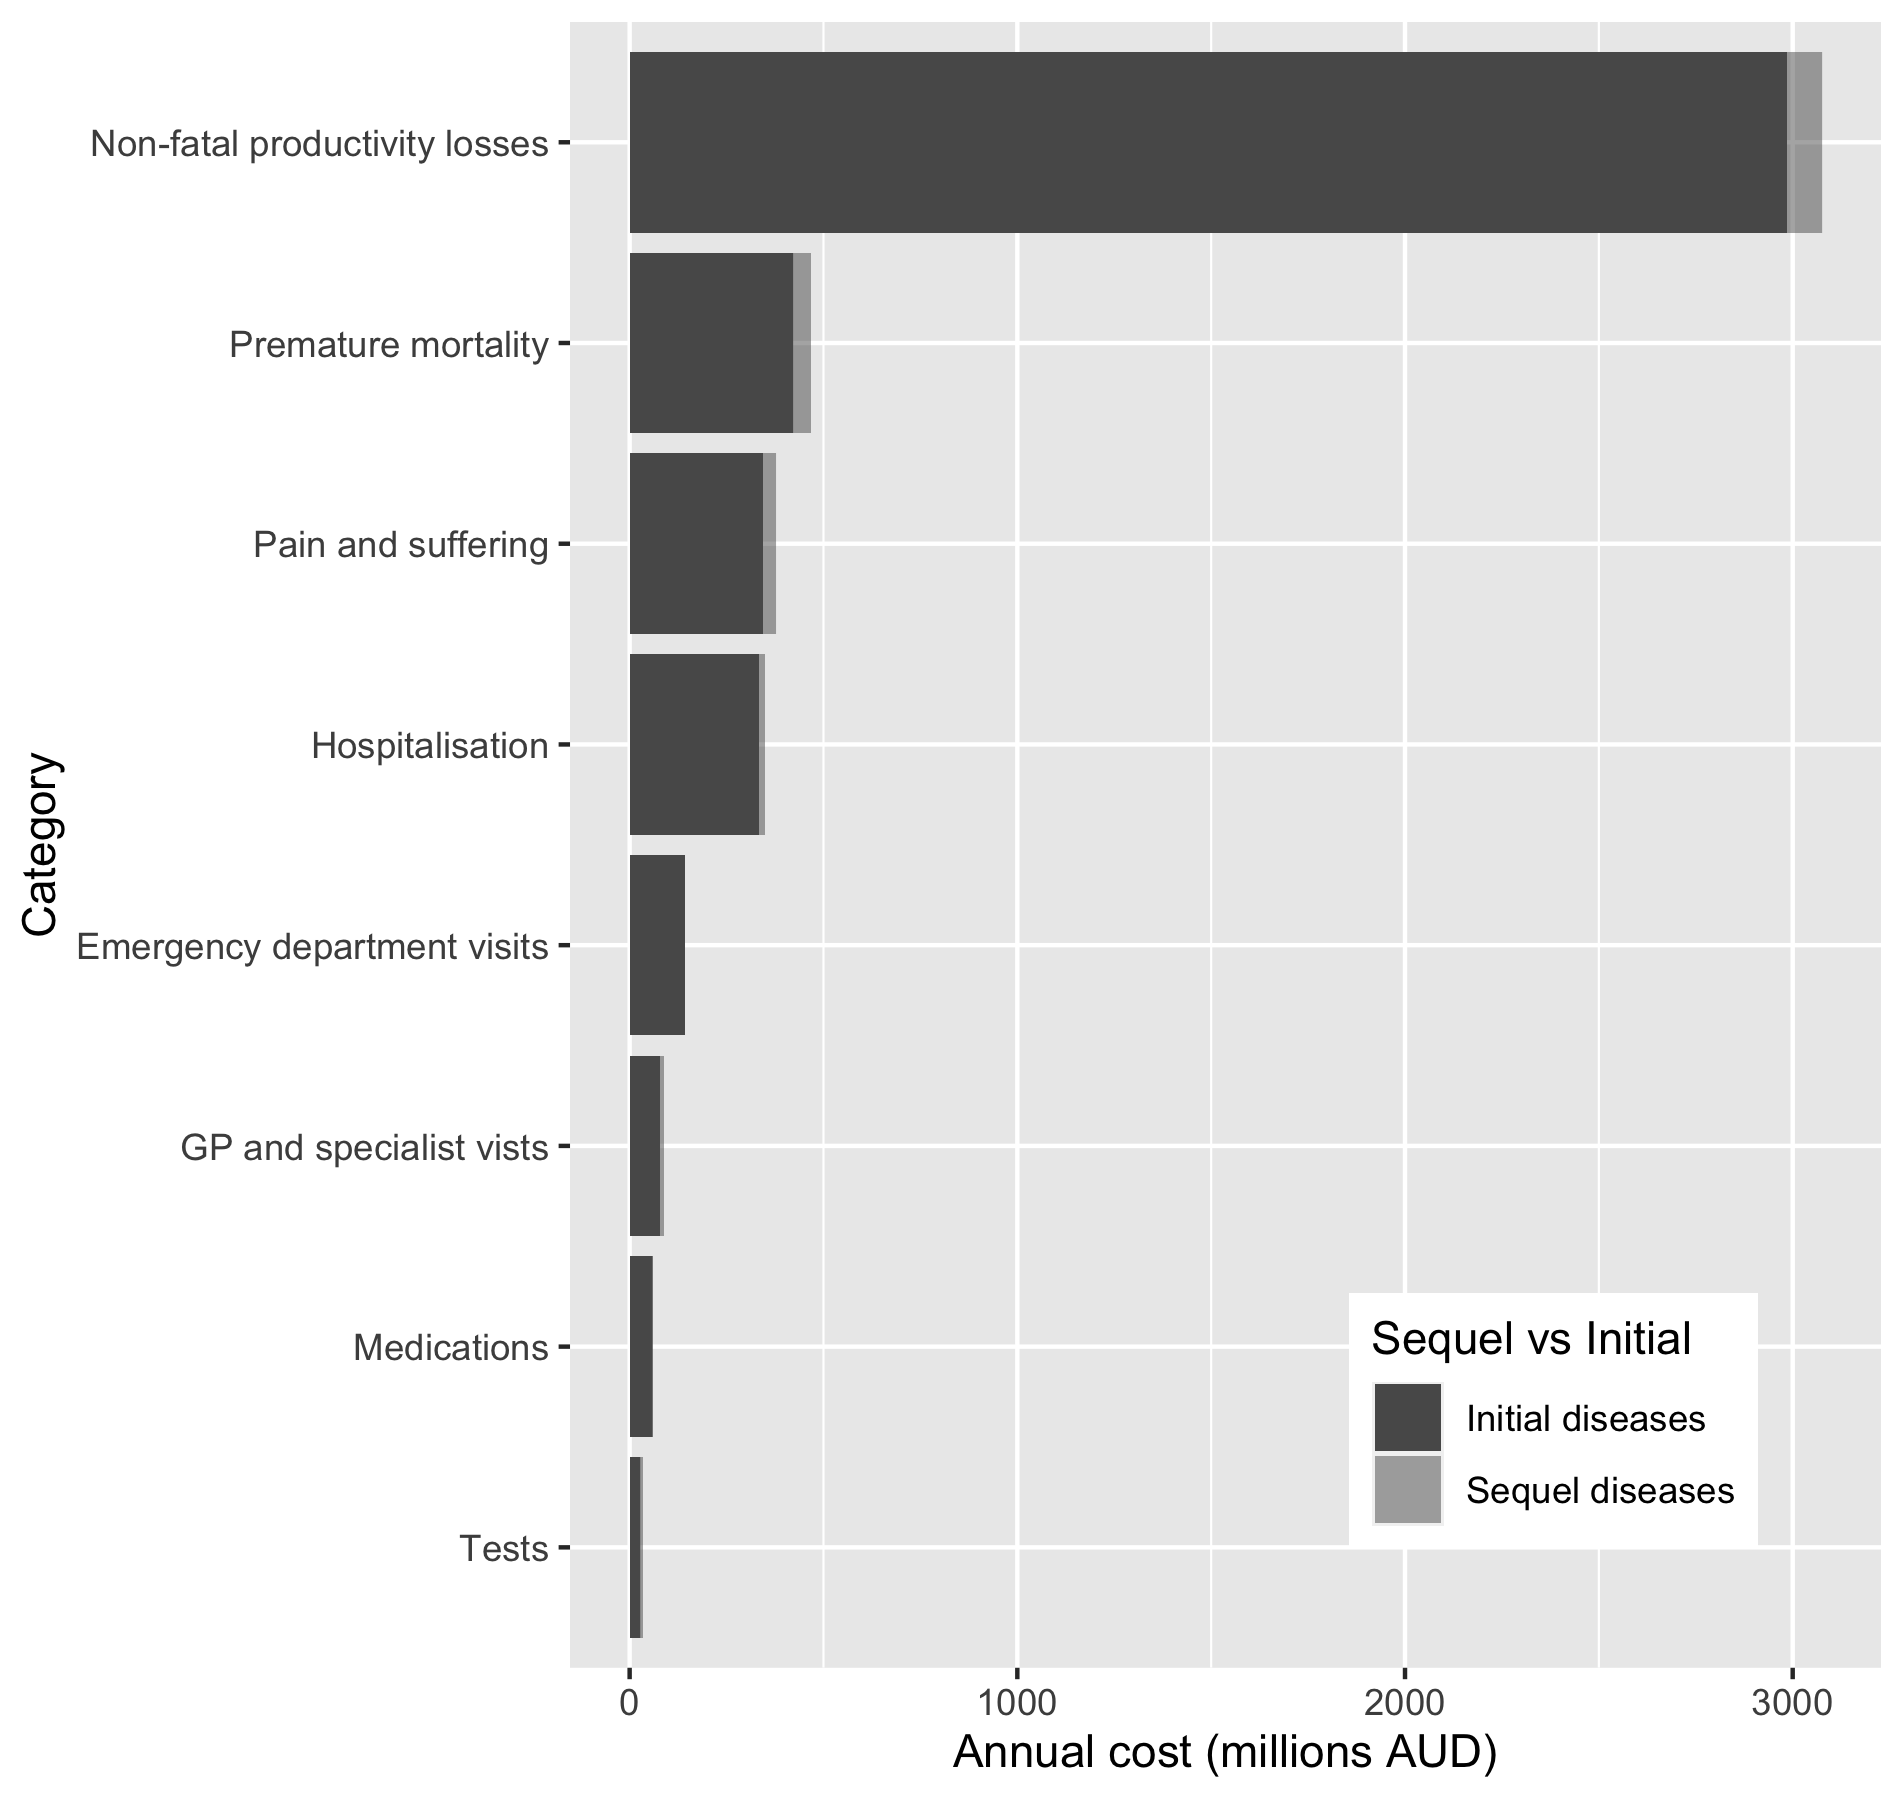 Non-fatal productivity losses
Premature mortality
Pain and suffering
Hospitalisation
Emergency department visits
GP and specialist vists
Medications
Tests
Category
Sequel vs Initial
Initial diseases
Sequel diseases
0 1000 2000 3000
Annual cost (millions AUD)